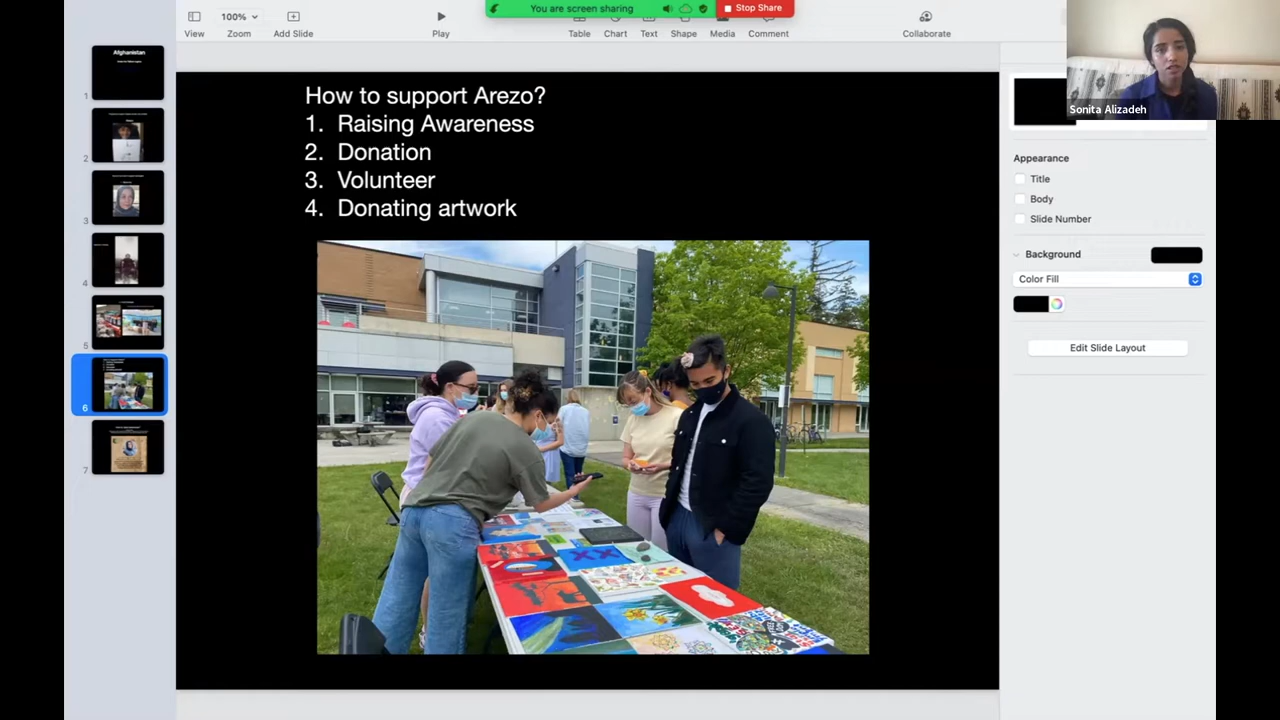 You are screen sharing
Stop Share
View
100%
Zoom
Add Slide
Play
Table
Chart
Text
Shape
Media
Comment
Collaborate
Sonita Alizadeh
Afghanistan
1
2
3
4
5
6
7
How to support Arezo?
1. Raising Awareness
2. Donation
3. Volunteer
4. Donating artwork
Appearance
Title
Body
Slide Number
Background
Color Fill
Edit Slide Layout